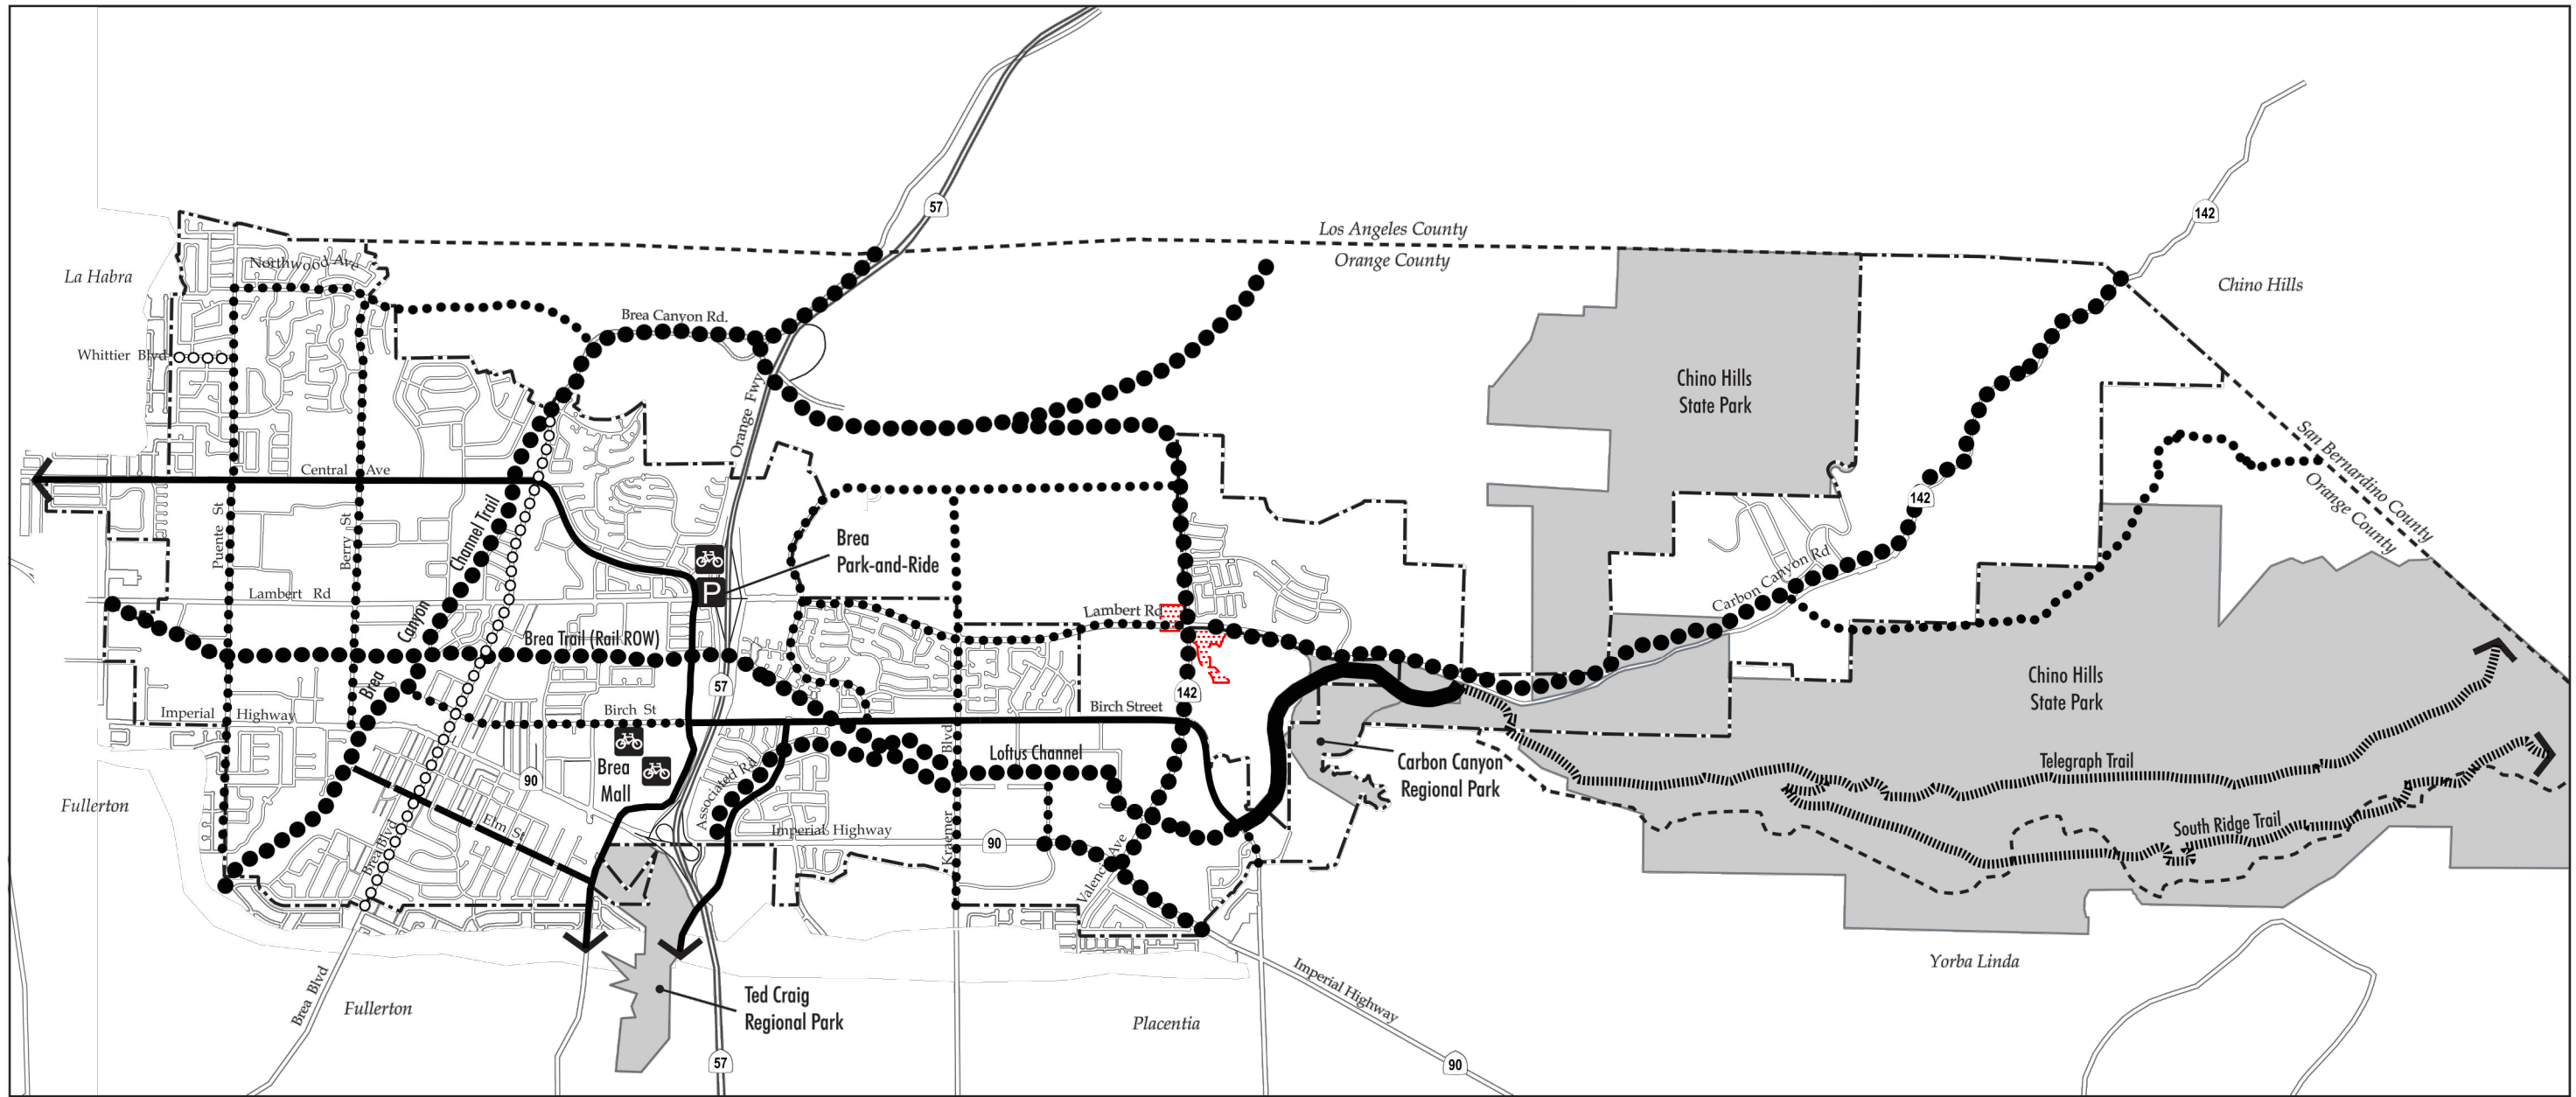 57
142
Los Angeles County
Orange County
La Habra
Northwood Ave
Chino Hills
Brea Canyon Rd.
Whittier Blvd.
Chino Hills
State Park
Orange Fwy
San Bernardino County
Orange County
Central Ave
142
Puente St
Berry St
Brea Canyon Channel Trail
Brea
Park-and-Ride
P
Carbon Canyon Rd
Lambert Rd
Lambert Rd
Brea Trail (Rail ROW)
57
142
Chino Hills
State Park
Imperial Highway
Birch St
Birch Street
Loftus Channel
Kraemer Blvd
Carbon Canyon
Regional Park
Telegraph Trail
90
Brea
Mall
Associated Rd
Fullerton
Elm St
Imperial Highway
90
South Ridge Trail
Brea Blvd
Valencia Ave
Yorba Linda
Imperial Highway
Brea Blvd
Fullerton
Ted Craig
Regional Park
Placentia
57
90